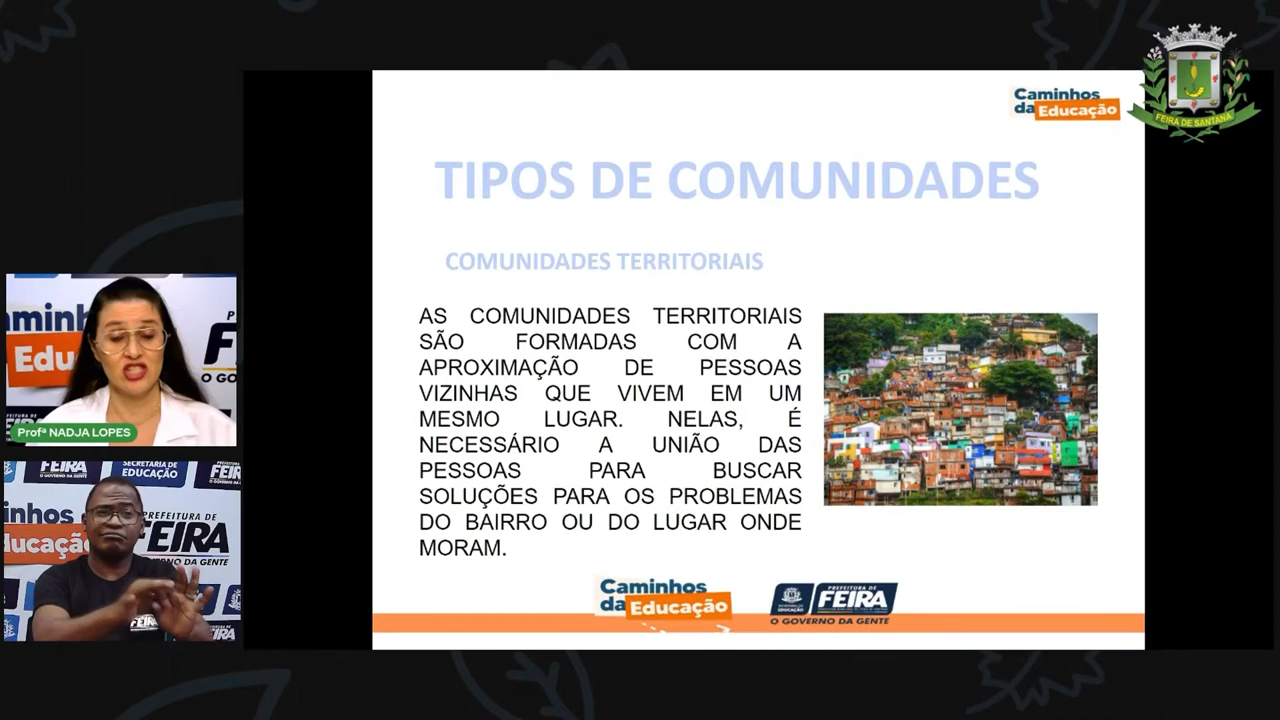 Caminhos
da Educação
FEIRA DE SANTANA
TIPOS DE COMUNIDADES
COMUNIDADES TERRITORIAIS
AS COMUNIDADES TERRITORIAIS
SÃO FORMADAS COM A
APROXIMAÇÃO DE PESSOAS
VIZINHAS QUE VIVEM EM UM
MESMO LUGAR. NELAS, É
NECESSÁRIO A UNIÃO DAS
PESSOAS PARA BUSCAR
SOLUÇÕES PARA OS PROBLEMAS
DO BAIRRO OU DO LUGAR ONDE
MORAM.
Caminhos
da Educação
PREFEITURA DE
FEIRA
O GOVERNO DA GENTE
Profª NADJA LOPES
FEIRA
SECRETARIA DE
EDUCAÇÃO
PREFEITURA DE
FEIRA
O GOVERNO DA GENTE